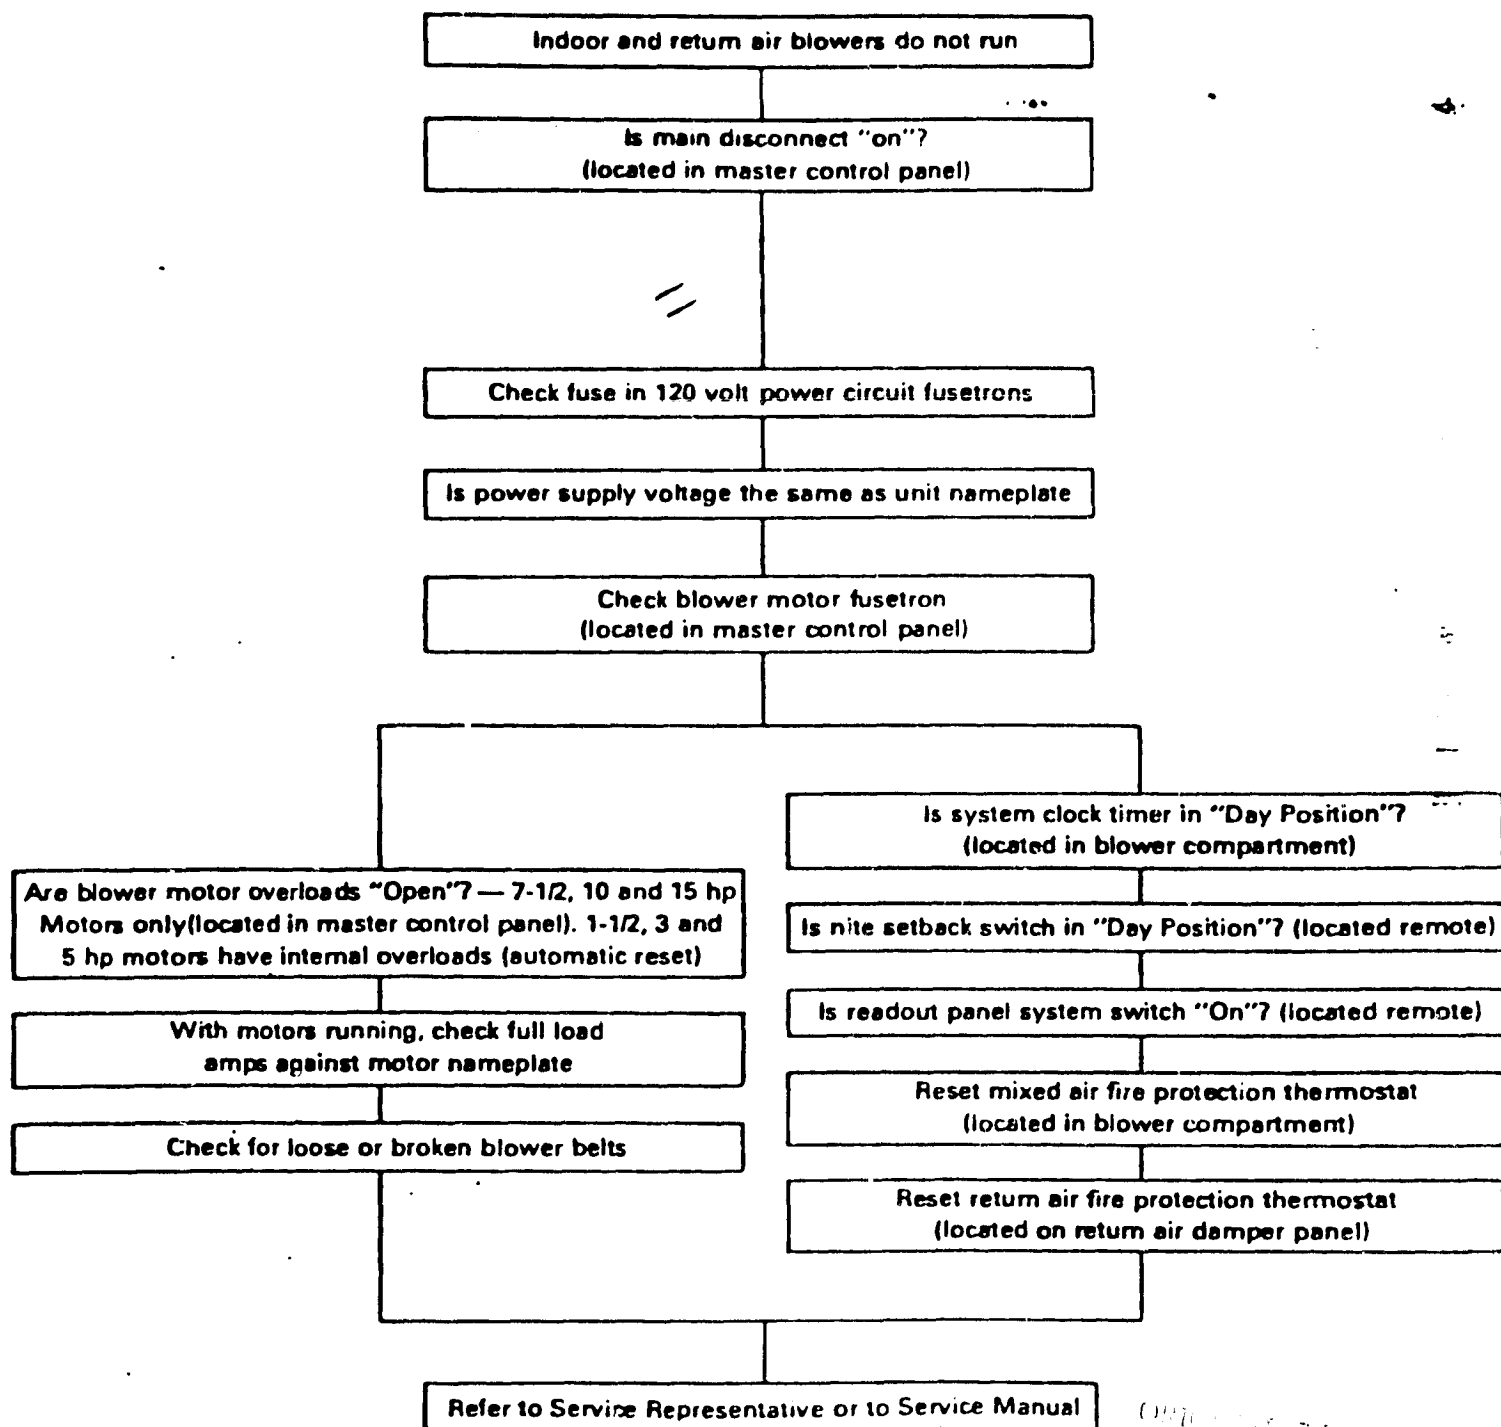 Indoor and return air blowers do not run
Is main disconnect "on"?
(located in master control panel)
Check fuse in 120 volt power circuit fusetrons
Is power supply voltage the same as unit nameplate
Check blower motor fusetron
(located in master control panel)
Are blower motor overloads "Open"? — 7-1/2, 10 and 15 hp
Motors only(located in master control panel). 1-1/2, 3 and
5 hp motors have internal overloads (automatic reset)
With motors running, check full load
amps against motor nameplate
Check for loose or broken blower belts
Is system clock timer in "Day Position"?
(located in blower compartment)
Is nite setback switch in "Day Position"? (located remote)
Is readout panel system switch "On"? (located remote)
Reset mixed air fire protection thermostat
(located in blower compartment)
Reset return air fire protection thermostat
(located on return air damper panel)
Refer to Service Representative or to Service Manual